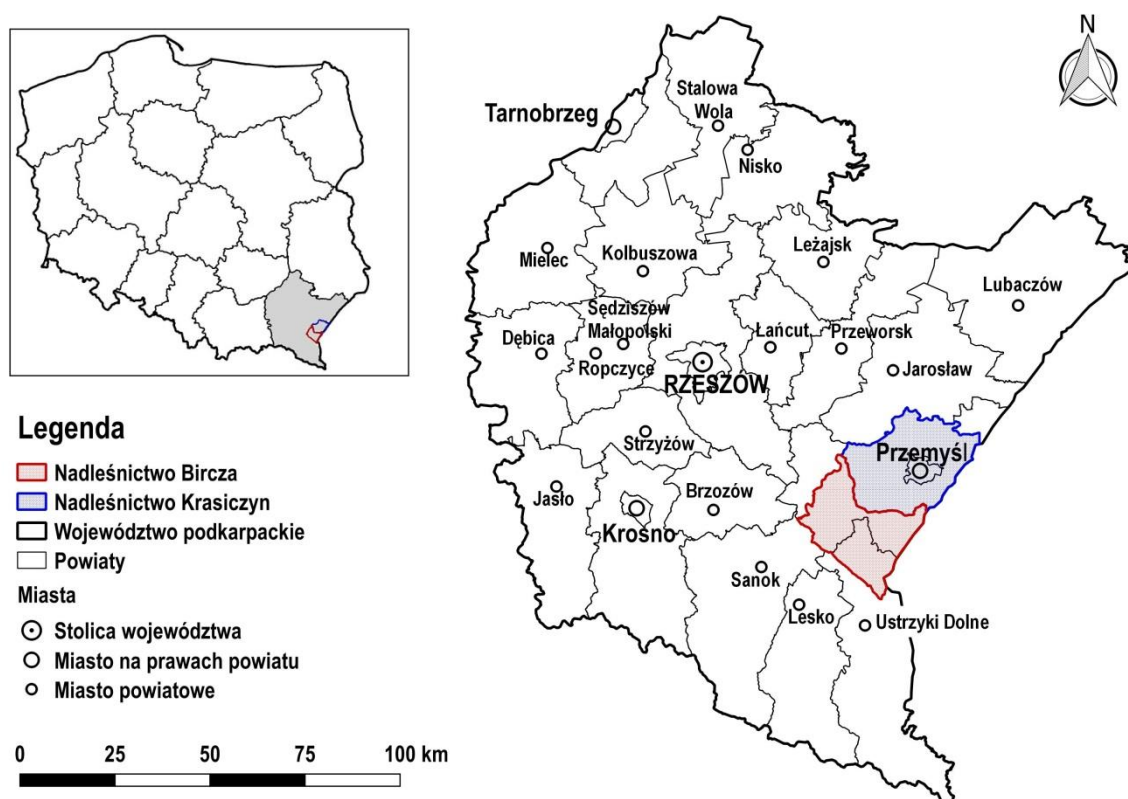 N
Stalowa
Wola
Tarnobrzeg
Nisko
Leżajsk
Mielec
Kolbuszowa
Lubaczów
Sędziszów
Małopolski
Dębica
Łańcut
Przeworsk
Ropczyce
Jarosław
RZESZÓW
Strzyżów
Przemyśl
Jasło
Brzozów
Krosno
Sanok
Lesko
Ustrzyki Dolne
Legenda
Nadleśnictwo Bircza
Nadleśnictwo Krasiczyn
Województwo podkarpackie
Powiaty
Miasta
Stolica województwa
Miasto na prawach powiatu
Miasto powiatowe
0 25 50 75 100 km